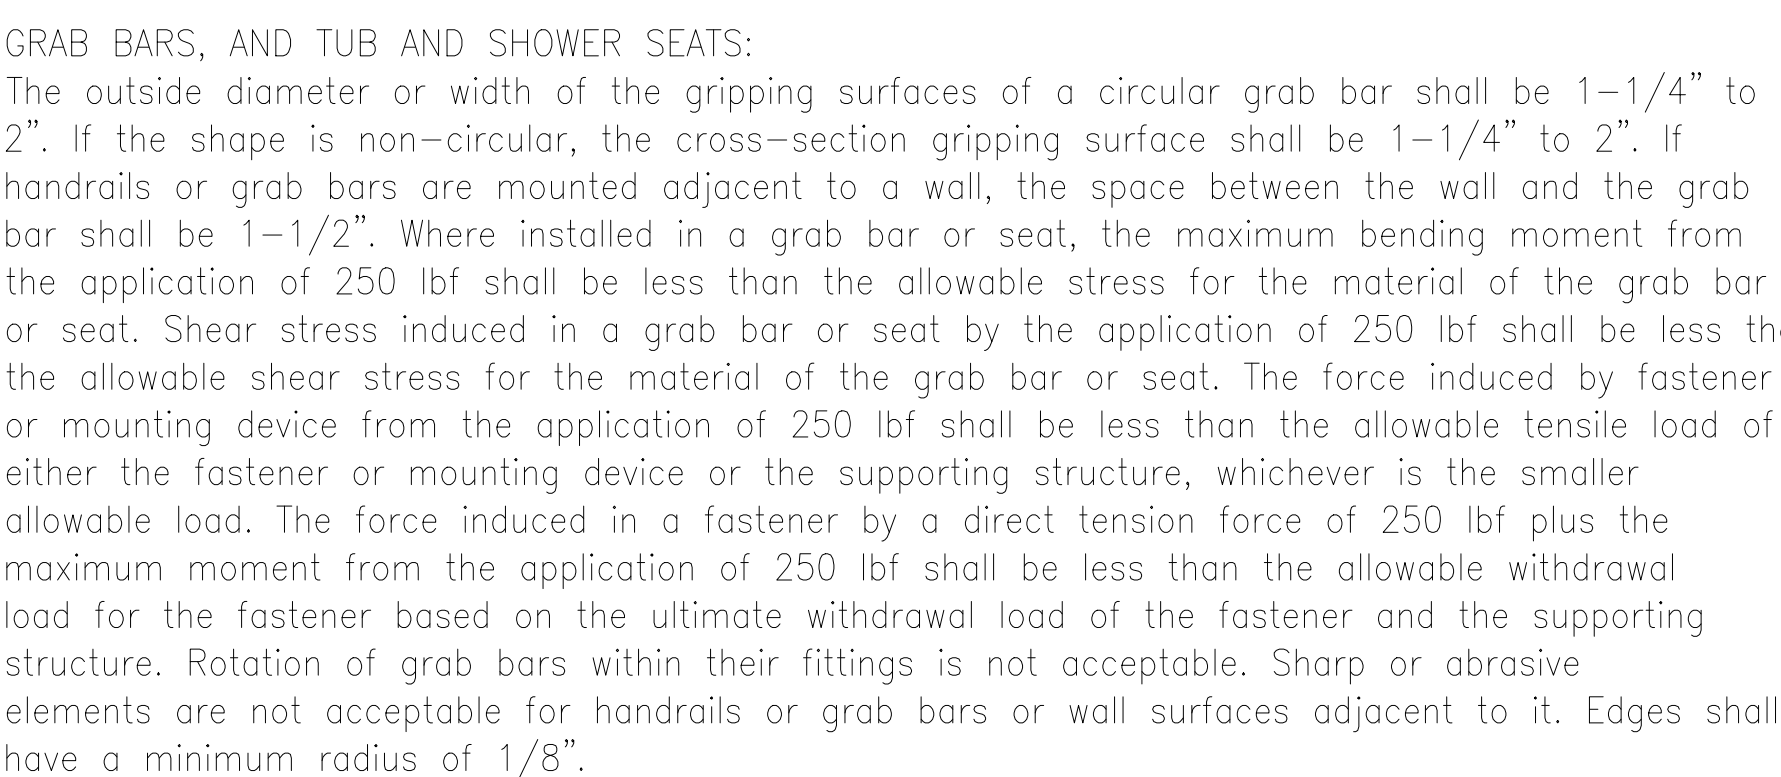 GRAB BARS, AND TUB AND SHOWER SEATS:
The outside diameter or width of the gripping surfaces of a circular grab bar shall be 1-1/4" to
2". If the shape is non-circular, the cross-section gripping surface shall be 1-1/4" to 2". If
handrails or grab bars are mounted adjacent to a wall, the space between the wall and the grab
bar shall be 1-1/2". Where installed in a grab bar or seat, the maximum bending moment from
the application of 250 lbf shall be less than the allowable stress for the material of the grab bar
or seat. Shear stress induced in a grab bar or seat by the application of 250 lbf shall be less
the allowable shear stress for the material of the grab bar or seat. The force induced by fastener
or mounting device from the application of 250 lbf shall be less than the allowable tensile load of
either the fastener or mounting device or the supporting structure, whichever is the smaller
allowable load. The force induced in a fastener by a direct tension force of 250 lbf plus the
maximum moment from the application of 250 lbf shall be less than the allowable withdrawal
load for the fastener based on the ultimate withdrawal load of the fastener and the supporting
structure. Rotation of grab bars within their fittings is not acceptable. Sharp or abrasive
elements are not acceptable for handrails or grab bars or wall surfaces adjacent to it. Edges shall
have a minimum radius of 1/8".